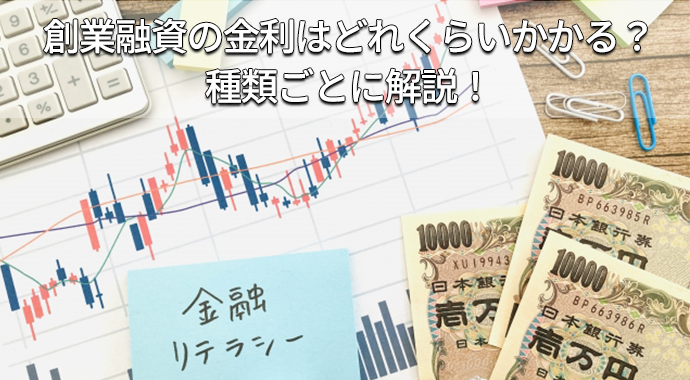 創業融資の金利はどれくらいかかる？
種類ごとに解説！
金融
リテラシー
10000
BP663985R
日本銀行券
壱万円
10000
XU19943
日本銀行券
壱万円
10000
BP663986R
日本銀行券
壱万円